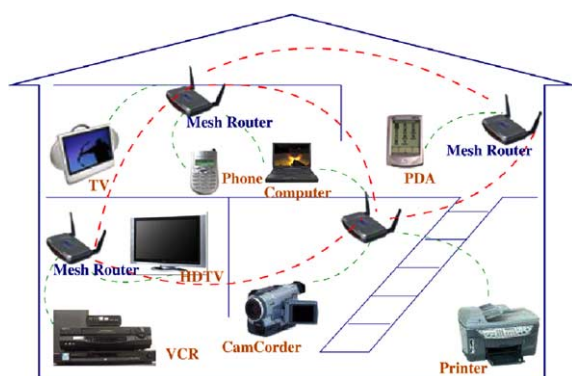 Mesh Router
Mesh Router
TV
Phone
Computer
PDA
Mesh Router
HDTV
VCR
CamCorder
Printer